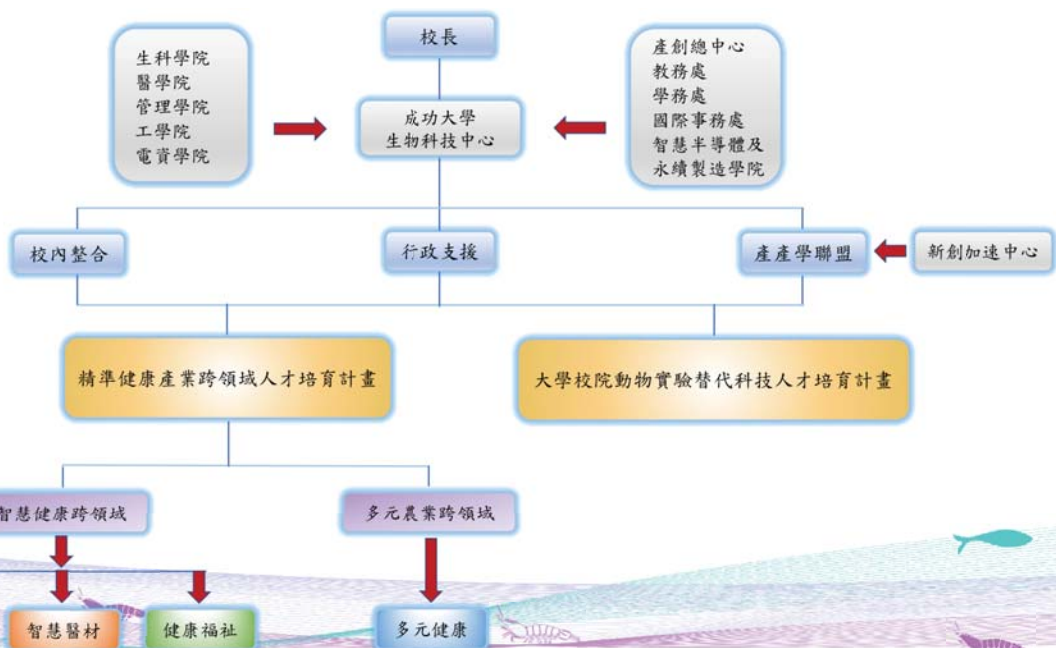 校長
生科學院
醫學院
管理學院
工學院
電資學院
成功大學
生物科技中心
產創總中心
教務處
學務處
國際事務處
智慧半導體及
永續製造學院
校內整合
行政支援
產產學聯盟
新創加速中心
精準健康產業跨領域人才培育計畫
大學校院動物實驗替代科技人才培育計畫
智慧健康跨領域
多元農業跨領域
智慧醫材
健康福祉
多元健康